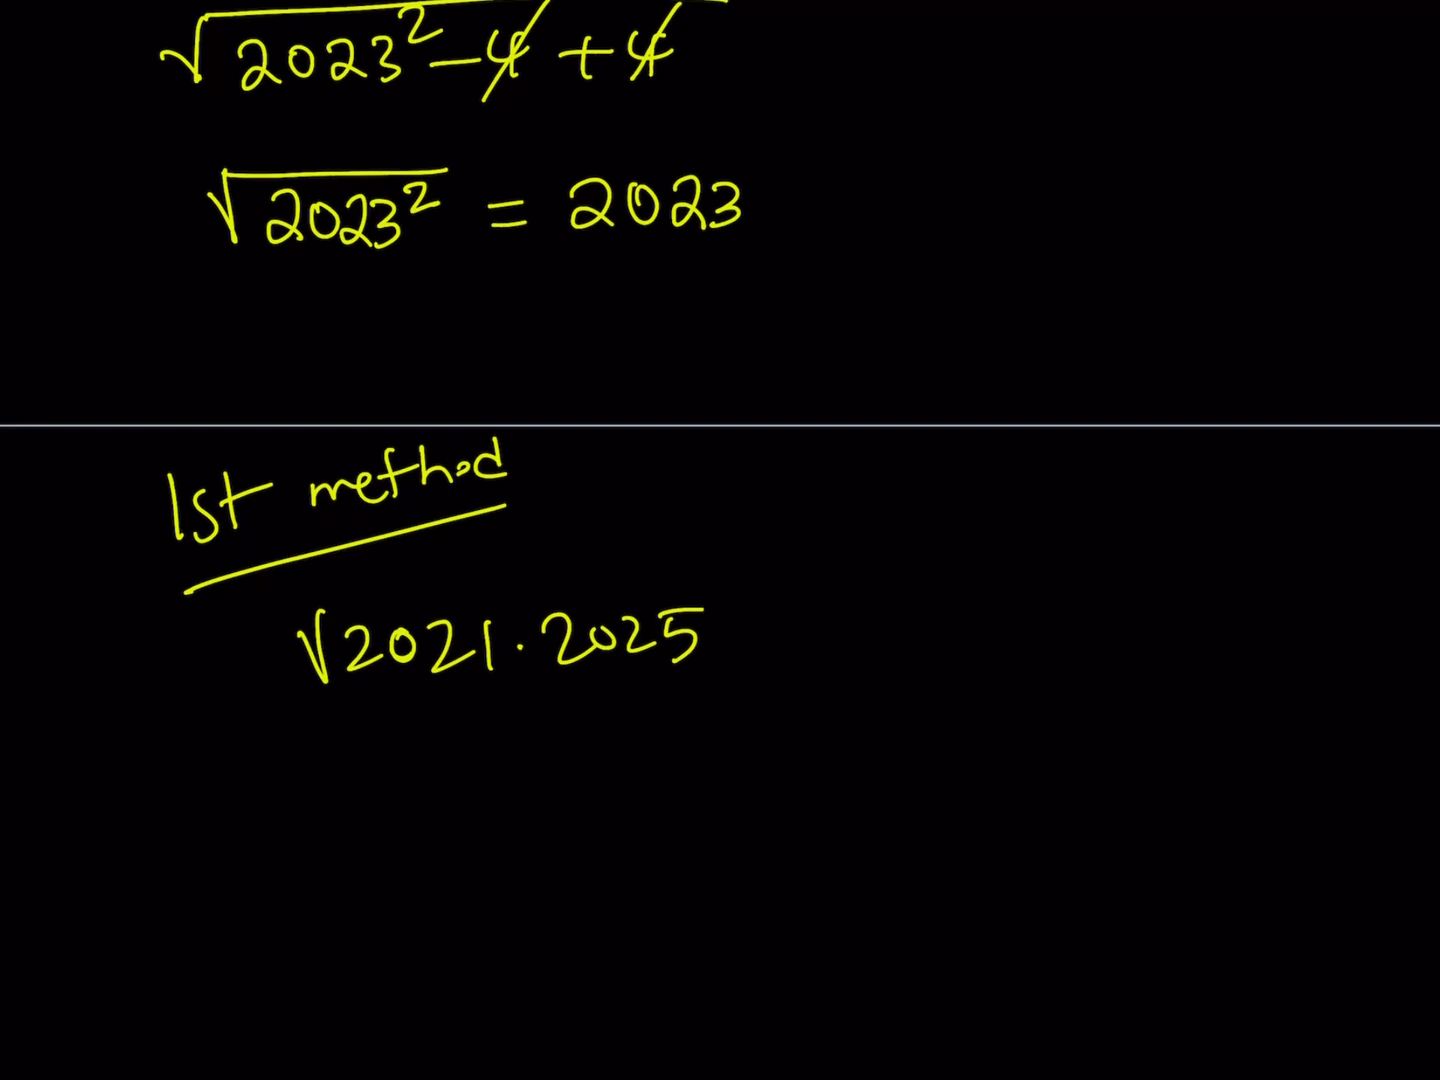 √2023² - 4 + 4
√2023² = 2023
1st method
√2021 · 2025